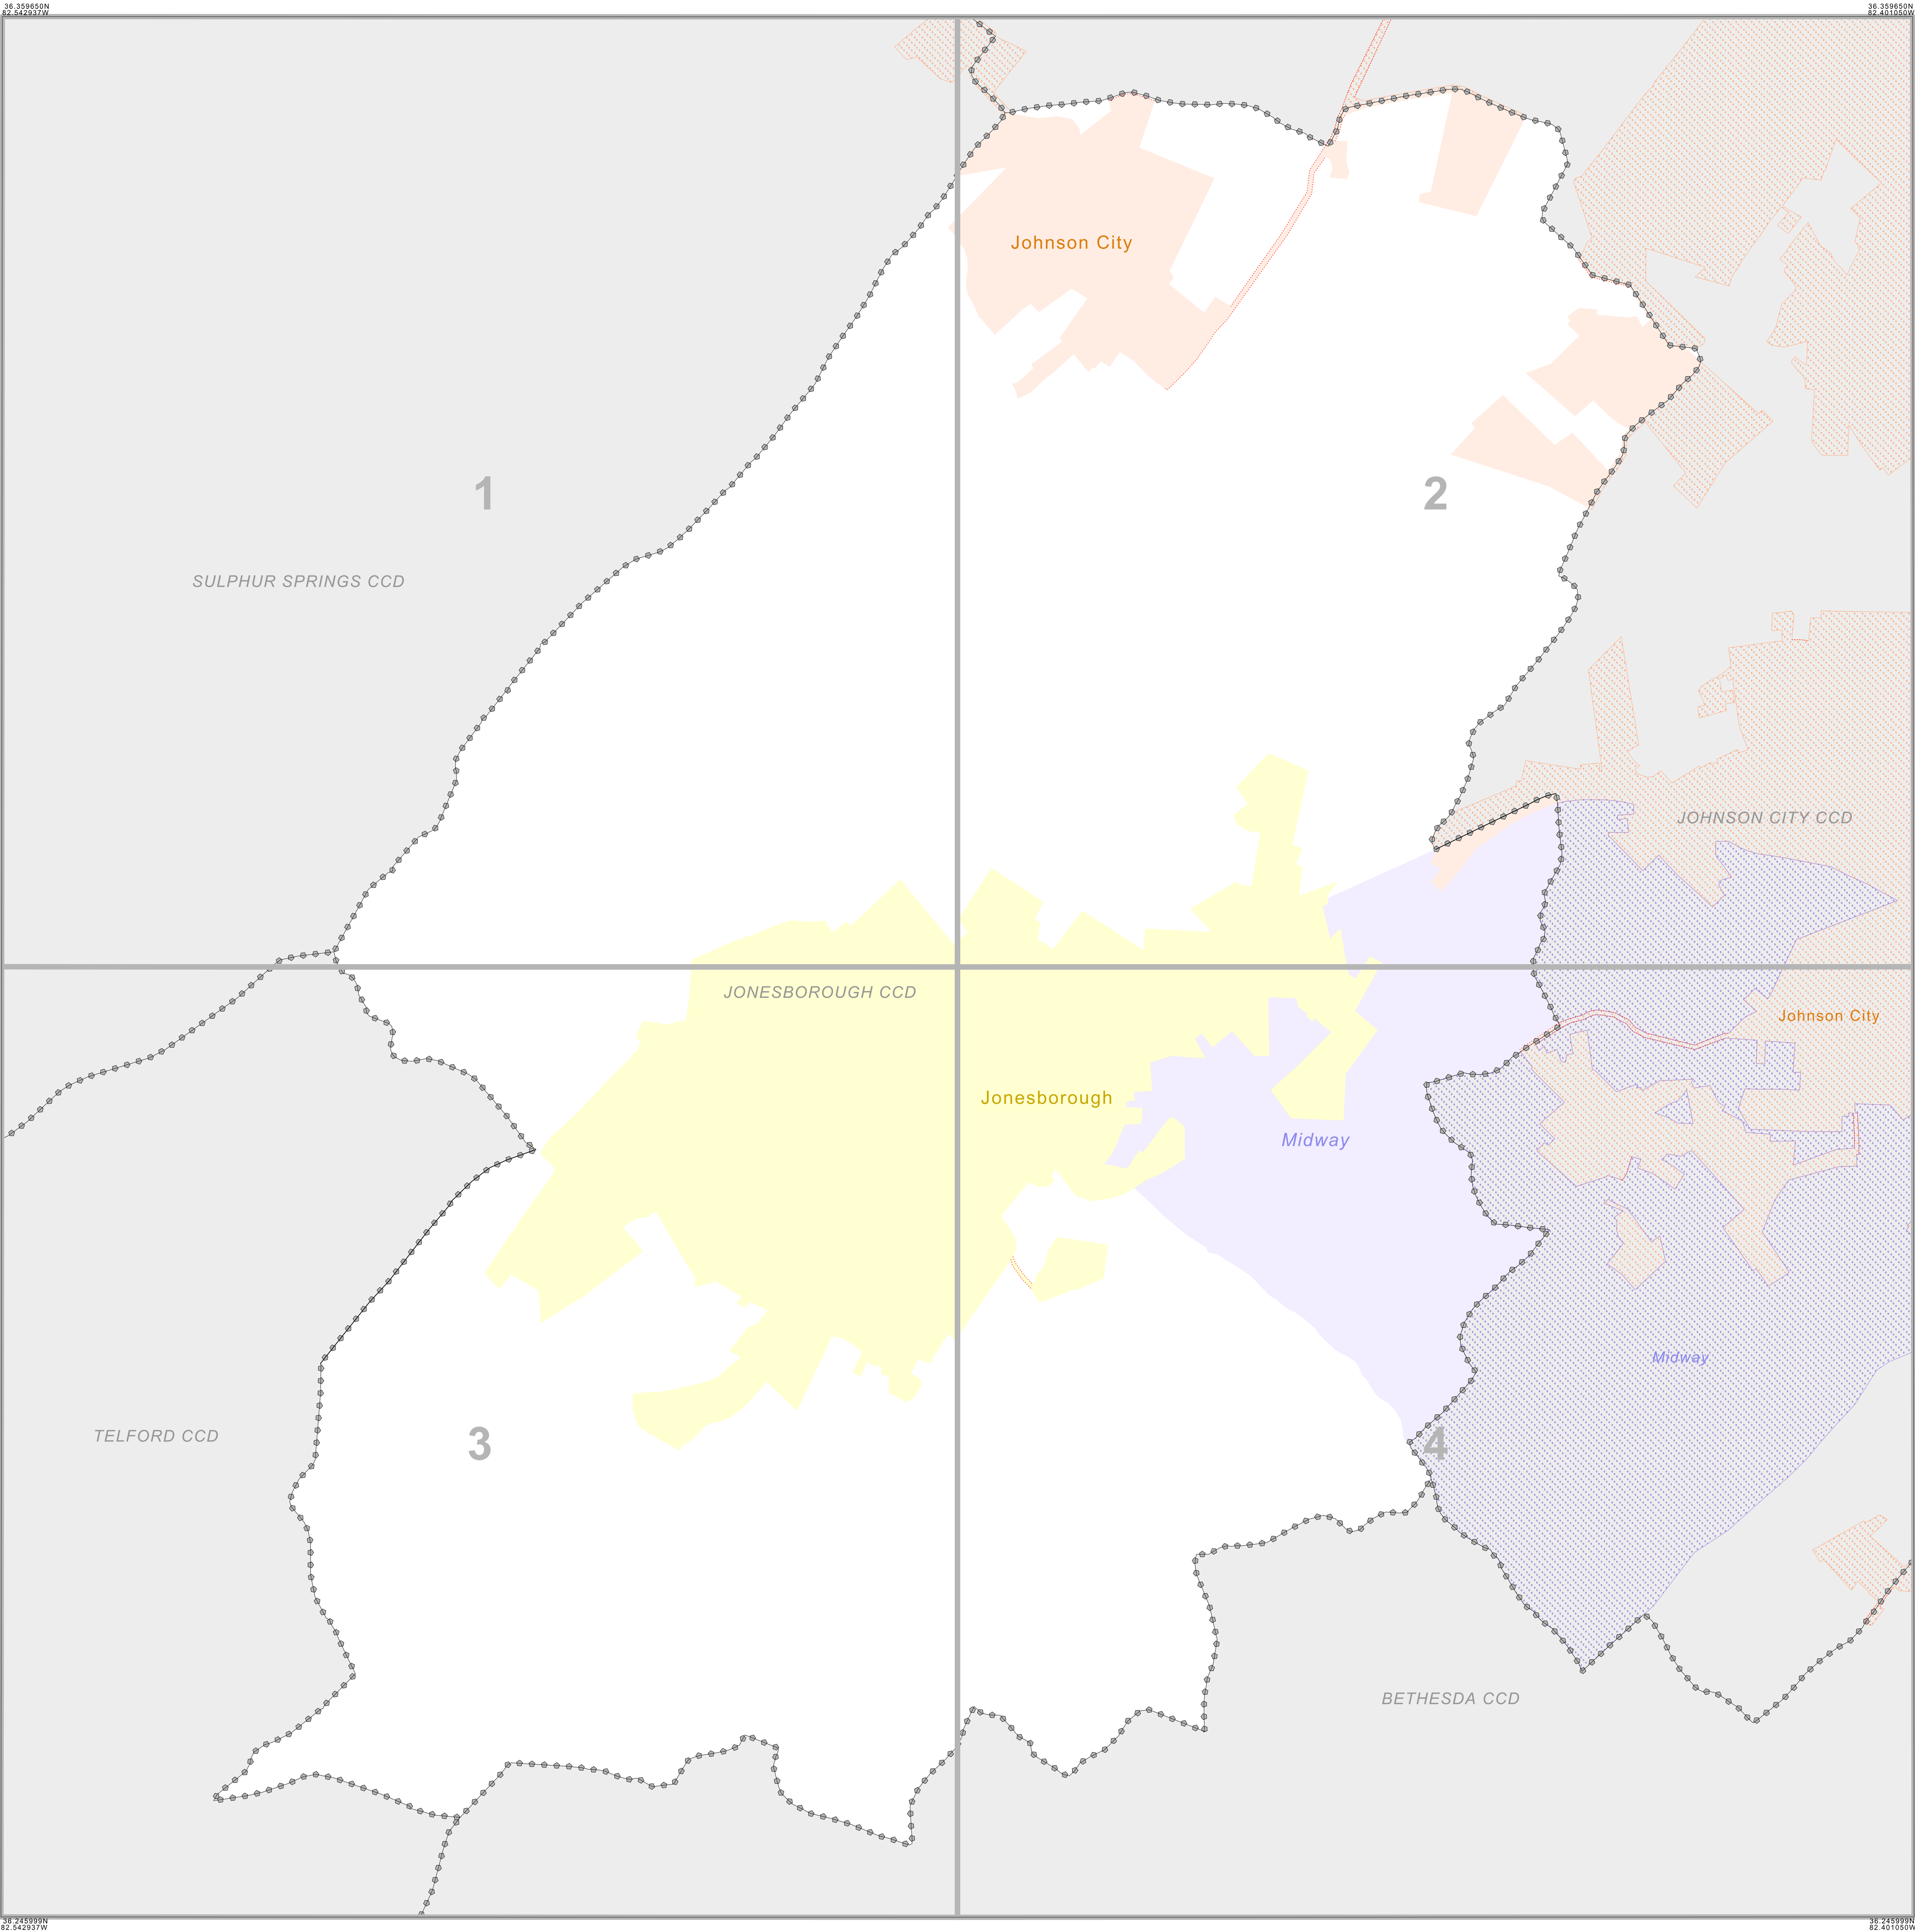 36.359650N
82.542937W
36.359650N
82.401050W
Johnson City
1
2
SULPHUR SPRINGS CCD
JOHNSON CITY CCD
JONESBOROUGH CCD
Johnson City
Jonesborough
Midway
Midway
TELFORD CCD
3
4
BETHESDA CCD
36.245999N
82.542937W
36.245999N
82.401050W